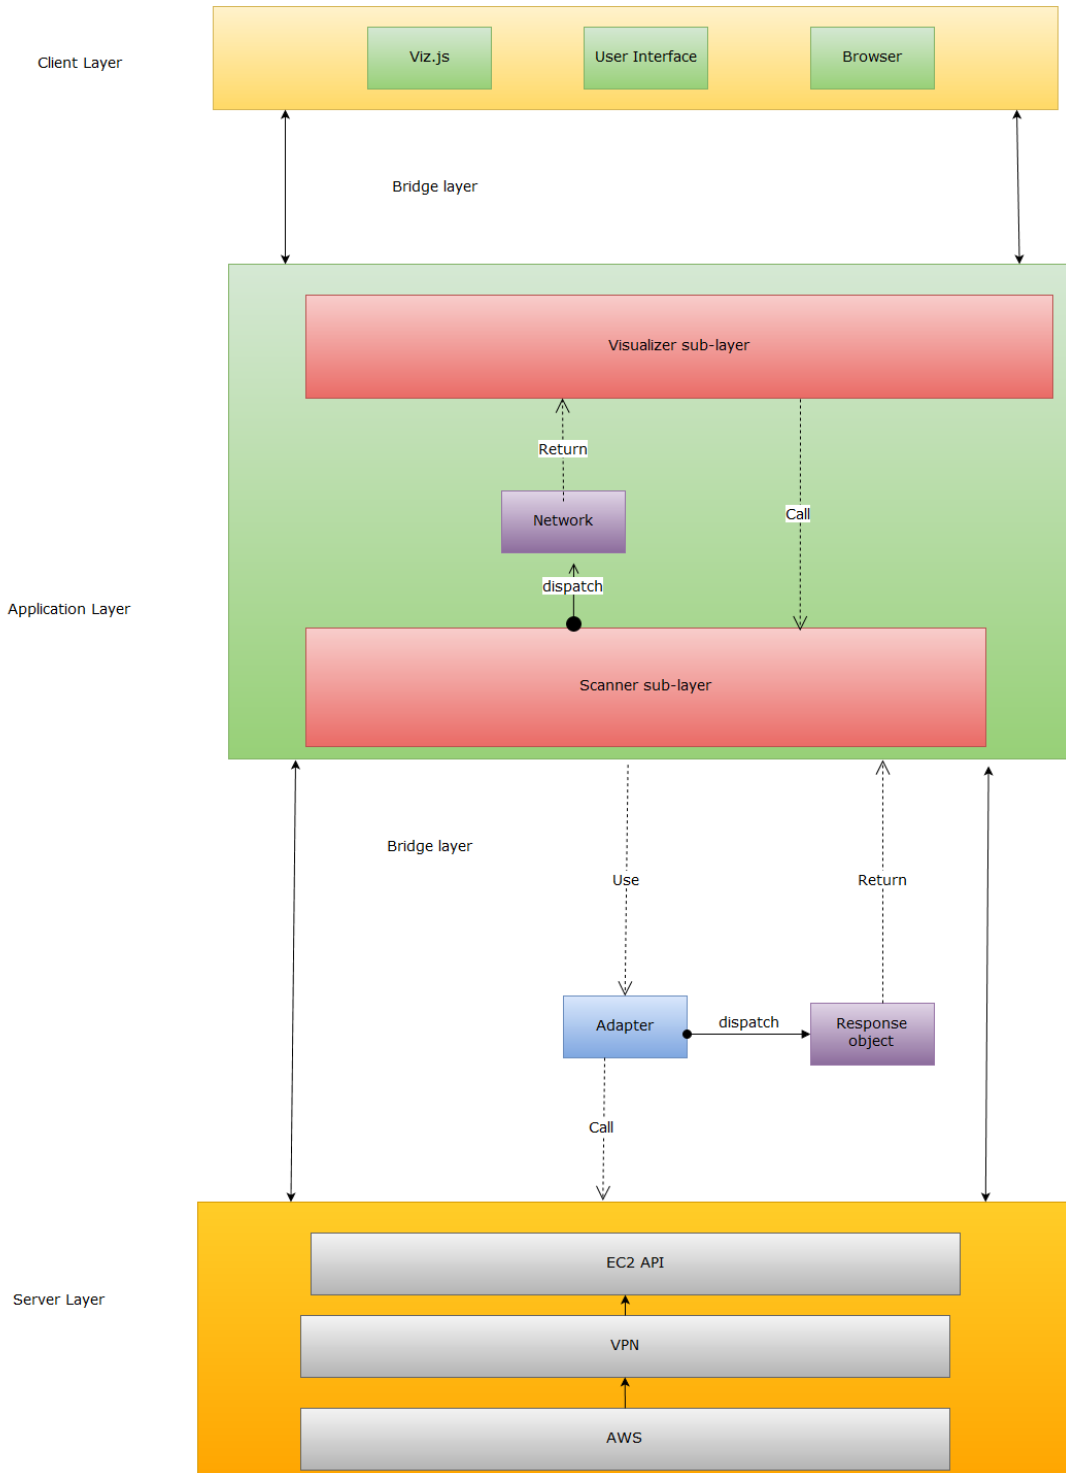 Client Layer
Viz.js
User Interface
Browser
Bridge layer
Visualizer sub-layer
Return
Network
Call
dispatch
Application Layer
Scanner sub-layer
Bridge layer
Use
Return
Adapter
dispatch
Response
object
Call
EC2 API
Server Layer
VPN
AWS